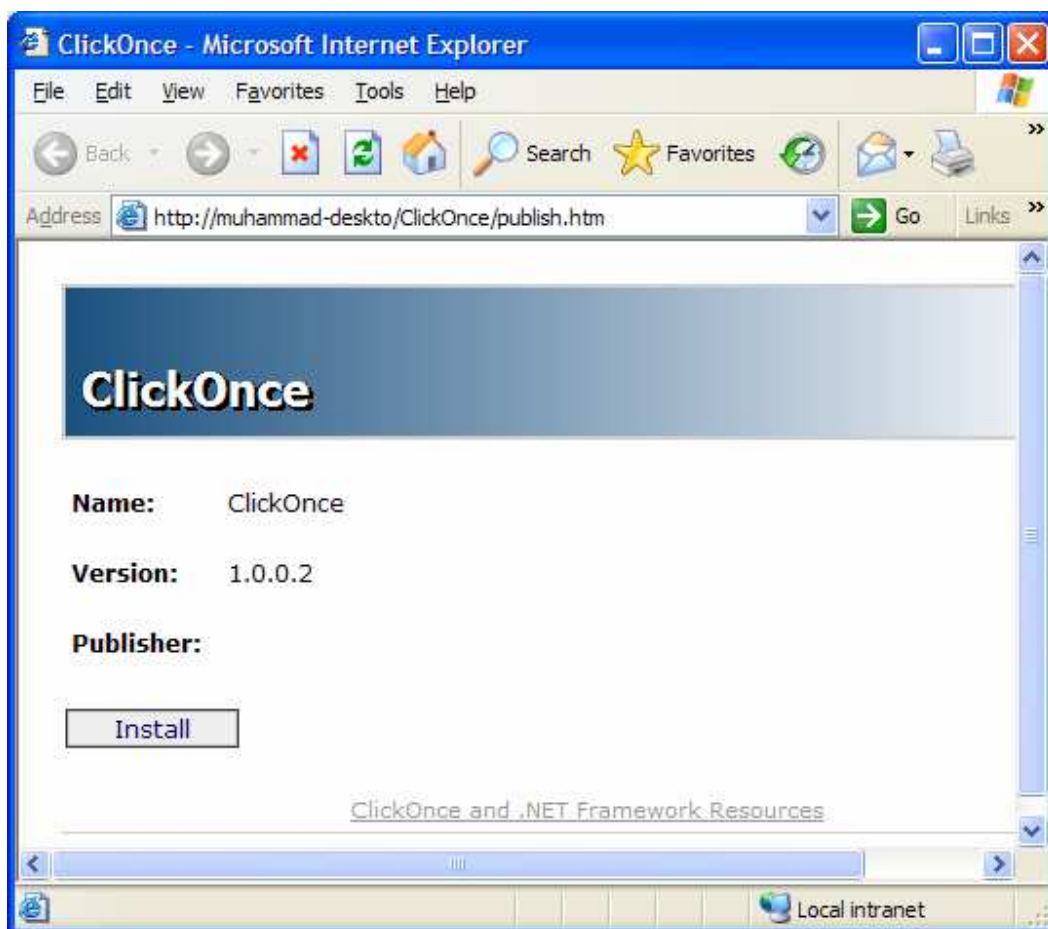 ClickOnce - Microsoft Internet Explorer
File Edit View Favorites Tools Help
Back Search Favorites »
Address http://muhammad-deskto/ClickOnce/publish.htm Go Links »
ClickOnce
Name: ClickOnce
Version: 1.0.0.2
Publisher:
Install
ClickOnce and .NET Framework Resources
Local intranet